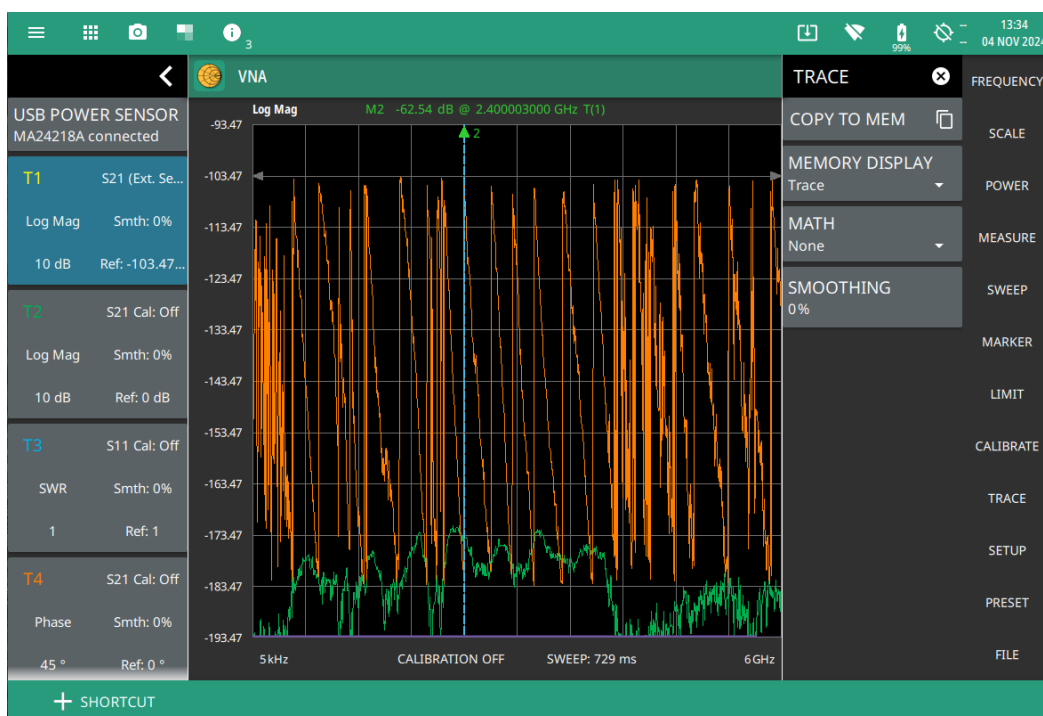 3
99%
13:34
04 NOV 2024
USB POWER SENSOR
MA24218A connected
T1 S21 (Ext. Se...
Log Mag Smth: 0%
10 dB Ref: -103.47...
T2 S21 Cal: Off
Log Mag Smth: 0%
10 dB Ref: 0 dB
T3 S11 Cal: Off
SWR Smth: 0%
1 Ref: 1
T4 S21 Cal: Off
Phase Smth: 0%
45 ° Ref: 0 °
VNA
Log Mag M2 -62.54 dB @ 2.400003000 GHz T(1)
2
-93.47
-103.47
-113.47
-123.47
-133.47
-143.47
-153.47
-163.47
-173.47
-183.47
-193.47
5 kHz CALIBRATION OFF SWEEP: 729 ms 6 GHz
TRACE
COPY TO MEM
MEMORY DISPLAY
Trace
MATH
None
SMOOTHING
0%
FREQUENCY
SCALE
POWER
MEASURE
SWEEP
MARKER
LIMIT
CALIBRATE
TRACE
SETUP
PRESET
FILE
SHORTCUT